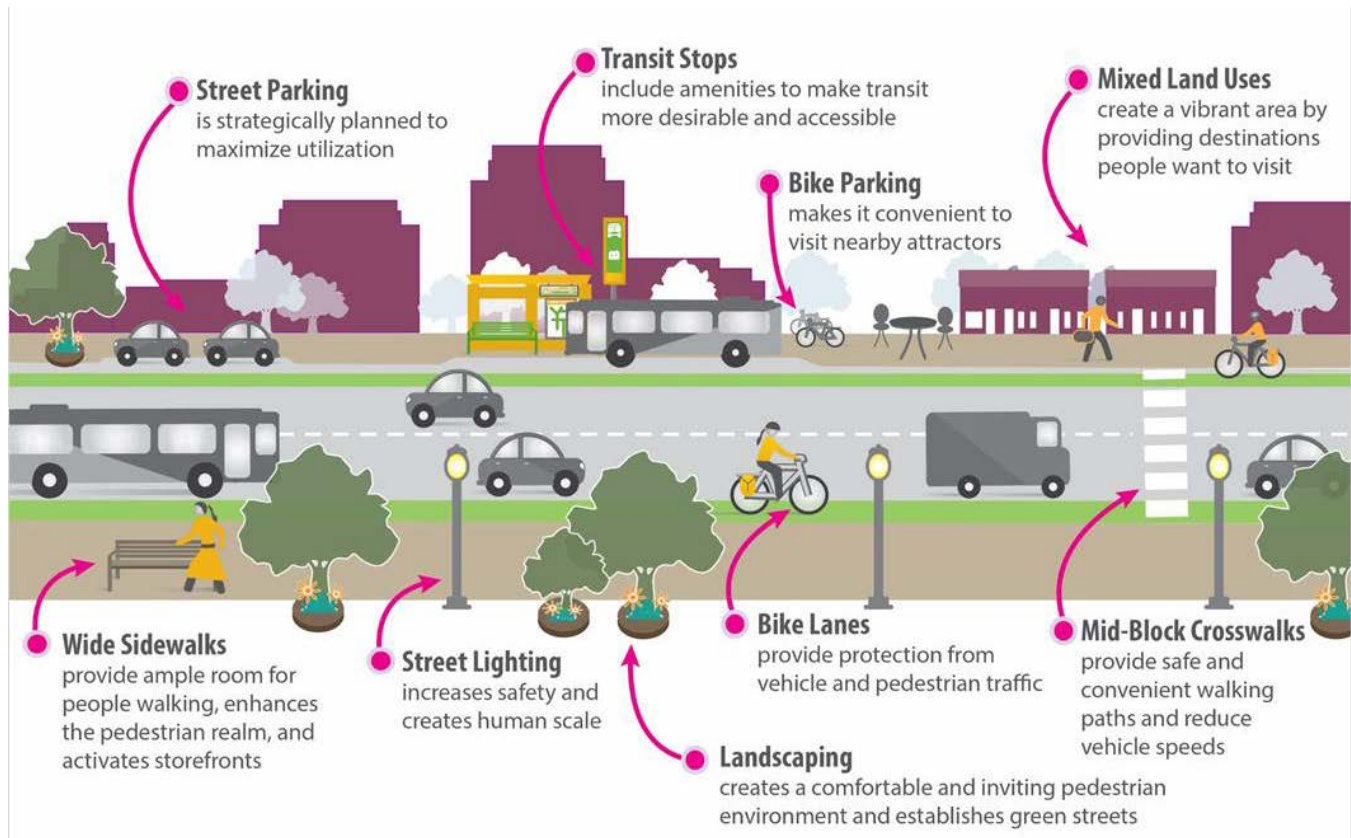 Street Parking
is strategically planned to
maximize utilization
Transit Stops
include amenities to make transit
more desirable and accessible
Mixed Land Uses
create a vibrant area by
providing destinations
people want to visit
Bike Parking
makes it convenient to
visit nearby attractors
Wide Sidewalks
provide ample room for
people walking, enhances
the pedestrian realm, and
activates storefronts
Street Lighting
increases safety and
creates human scale
Bike Lanes
provide protection from
vehicle and pedestrian traffic
Mid-Block Crosswalks
provide safe and
convenient walking
paths and reduce
vehicle speeds
Landscaping
creates a comfortable and inviting pedestrian
environment and establishes green streets